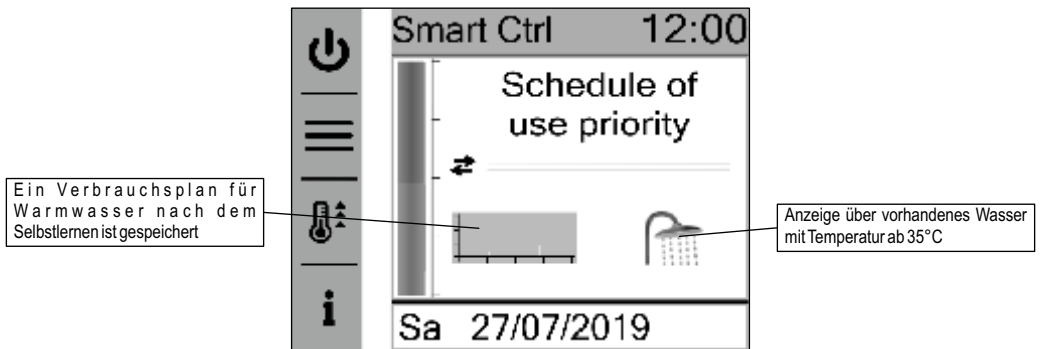 Smart Ctrl 12:00
Schedule of
use priority
Ein Verbrauchsplan für
Warmwasser nach dem
Selbstlernen ist gespeichert
Anzeige über vorhandenes Wasser
mit Temperatur ab 35°C
i
Sa 27/07/2019